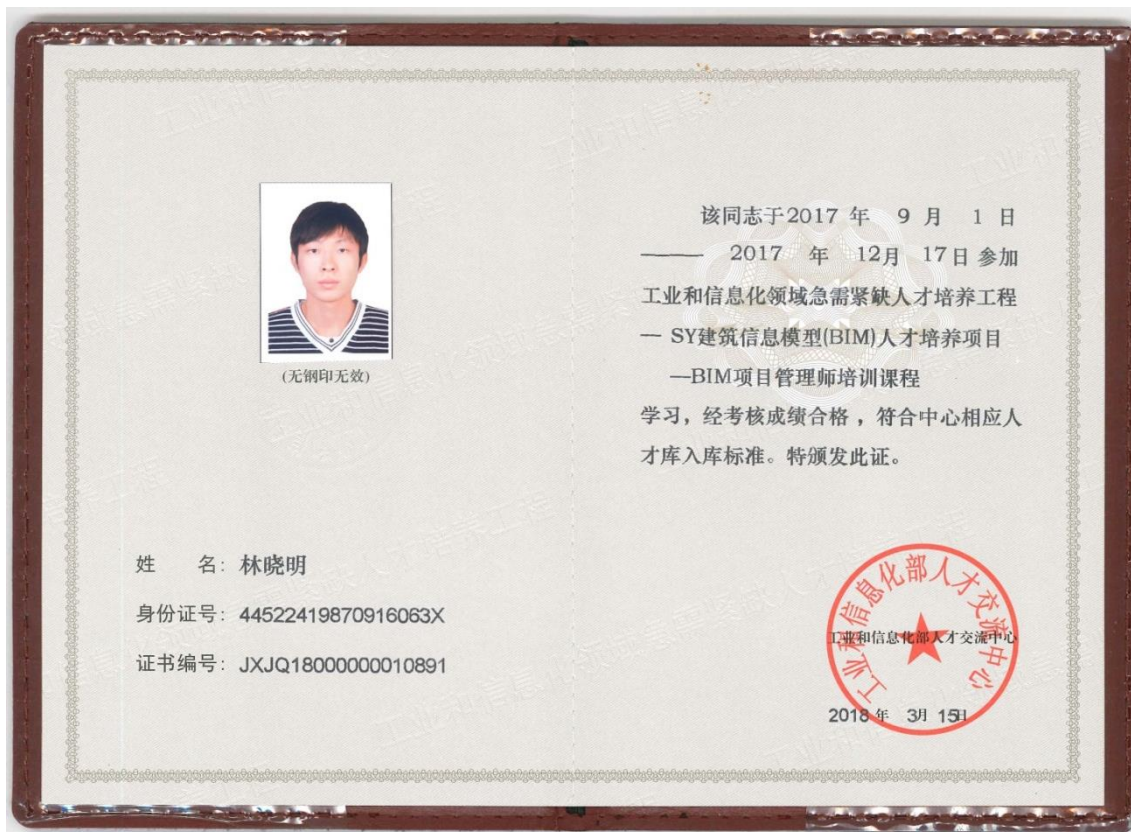 (无钢印无效)
姓 名：林晓明
身份证号：44522419870916063X
证书编号：JXJQ18000000010891
该同志于2017 年 9 月 1 日
—— 2017 年 12月 17日 参加
工业和信息化领域急需紧缺人才培养工程
— SY建筑信息模型(BIM)人才培养项目
—BIM项目管理师培训课程
学习，经考核成绩合格，符合中心相应人
才库入库标准。特颁发此证。
工业和信息化部人才交流中心
工业和信息化部人才交流中心
2018 年 3月 15日